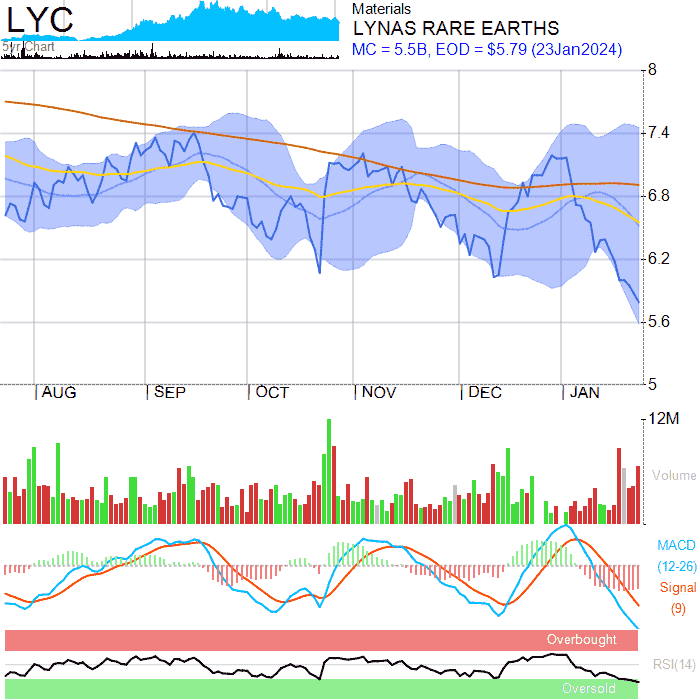 LYC
5yr Chart
Materials
LYNAS RARE EARTHS
MC = 5.5B, EOD = $5.79 (23Jan2024)
8
7.4
6.8
6.2
5.6
5
AUG SEP OCT NOV DEC JAN
12M
Volume
MACD
(12-26)
Signal
(9)
Overbought
RSI(14)
Oversold